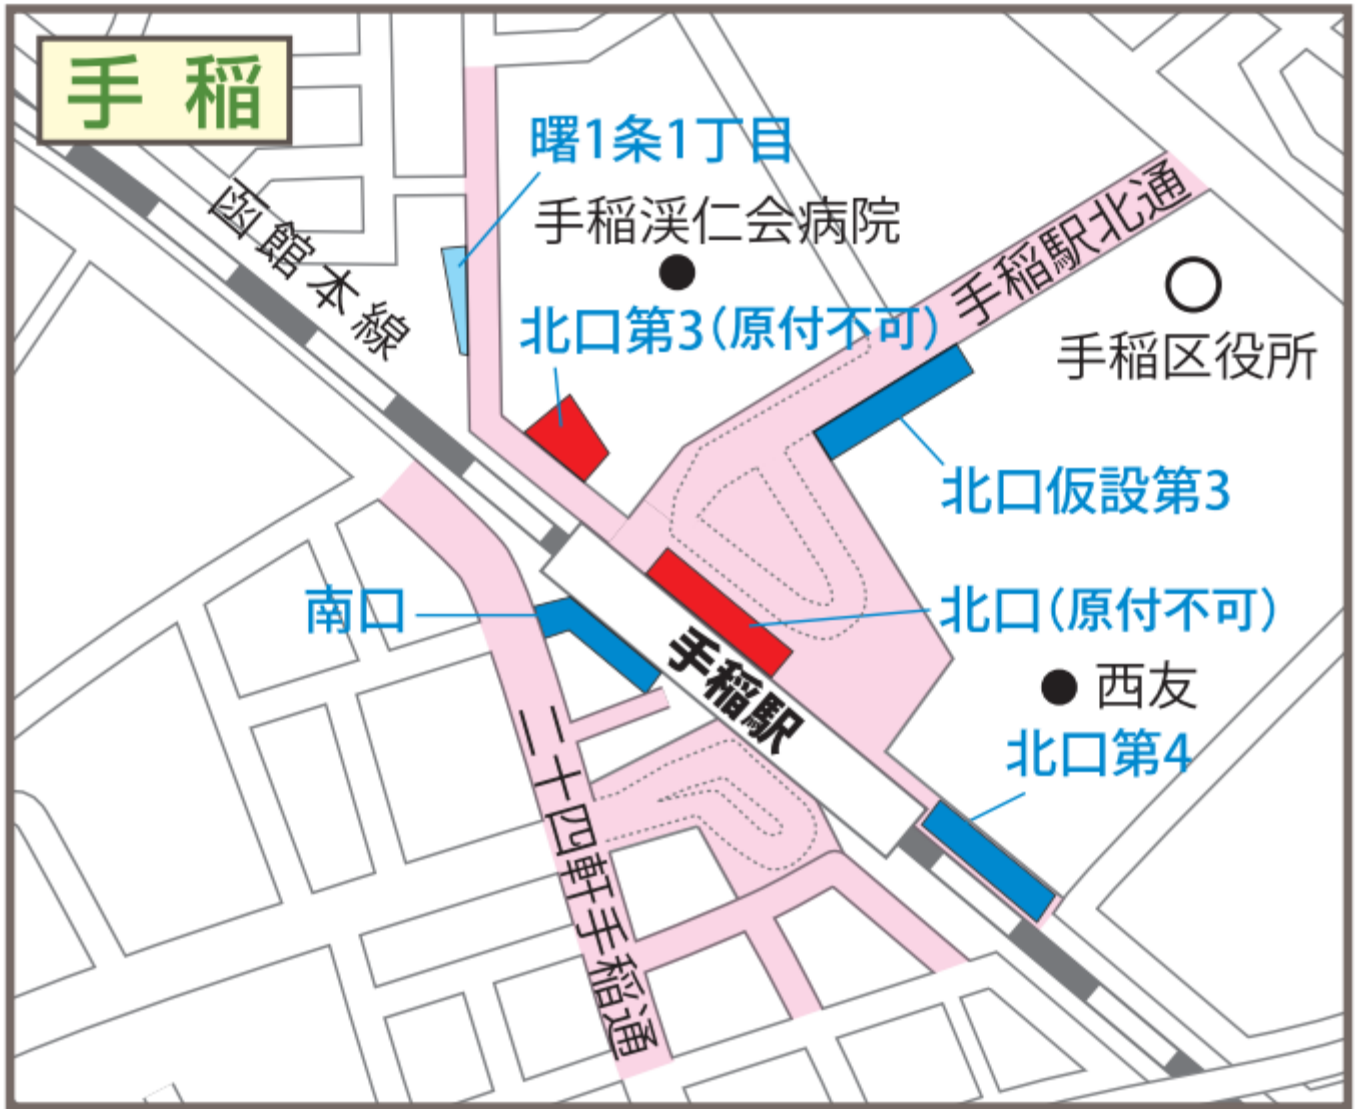 手稲
曙1条1丁目
手稲渓仁会病院
函館本線
手稲駅北通
北口第3(原付不可)
手稲区役所
北口仮設第3
南口
北口(原付不可)
手稲駅
西友
北口第4
二十四軒手稲通